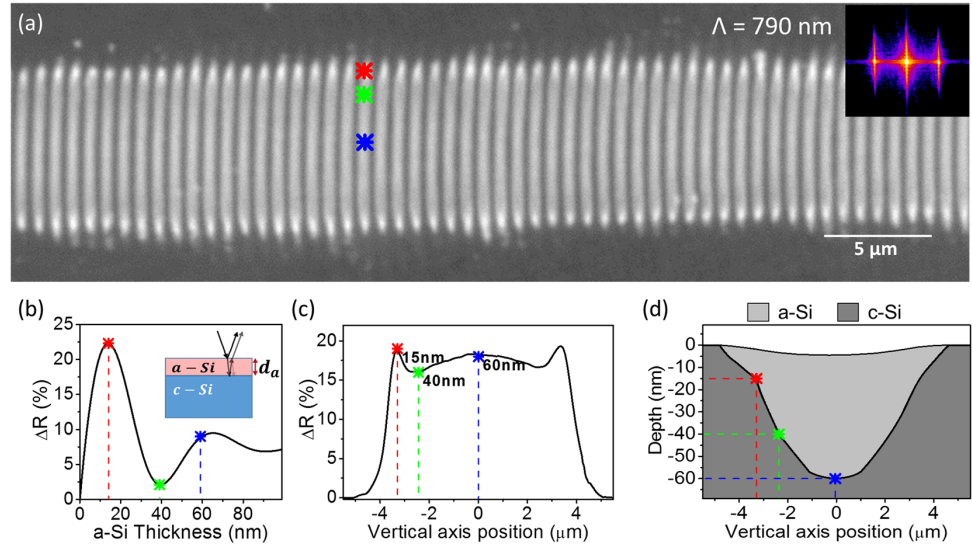 (a)
Λ = 790 nm
5 μm
(b)
(c)
(d)
a-Si
c-Si
25
20
15
10
5
0
ΔR (%)
a − Si
d_a
c − Si
0
20
40
60
80
a-Si Thickness (nm)
20
15
10
5
0
ΔR (%)
15nm
40nm
60nm
-4
-2
0
2
4
Vertical axis position (μm)
0
-10
-20
-30
-40
-50
-60
Depth (nm)
-4
-2
0
2
4
Vertical axis position (μm)